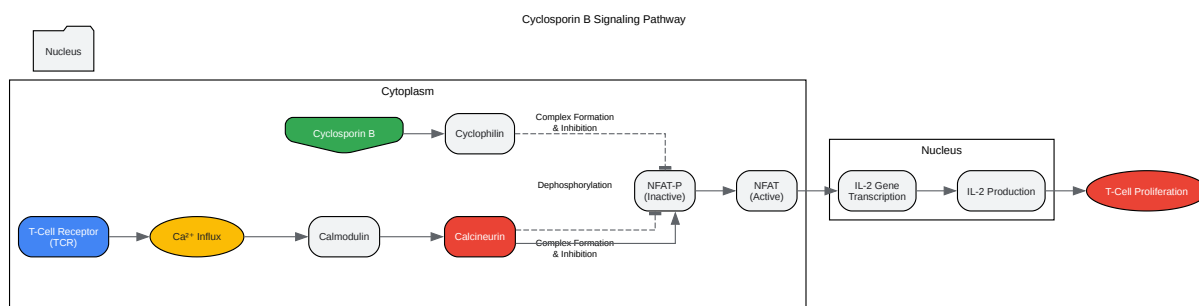 Cyclosporin B Signaling Pathway
Nucleus
Cytoplasm
Cyclosporin B
Cyclophilin
Complex Formation
& Inhibition
Dephosphorylation
NFAT-P
(Inactive)
NFAT
(Active)
Nucleus
IL-2 Gene
Transcription
IL-2 Production
T-Cell Proliferation
T-Cell Receptor
(TCR)
Ca²⁺ Influx
Calmodulin
Calcineurin
Complex Formation
& Inhibition